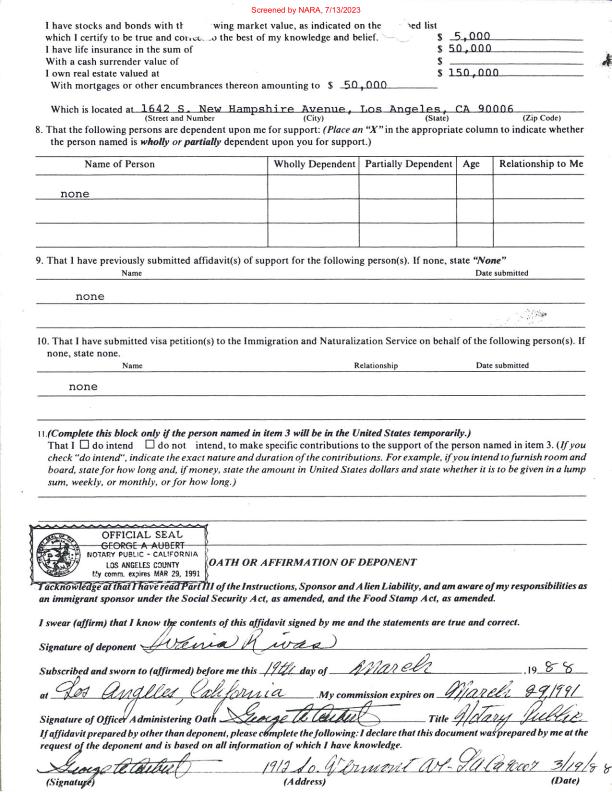 Screened by NARA, 7/13/2023
I have stocks and bonds with th wing market value, as indicated on the ed list
which I certify to be true and corre to the best of my knowledge and belief. $ 5,000
I have life insurance in the sum of $ 50,000
With a cash surrender value of $
I own real estate valued at $ 150,000
With mortgages or other encumbrances thereon amounting to $ 50,000
Which is located at 1642 S. New Hampshire Avenue, Los Angeles, CA 90006
(Street and Number) (City) (State) (Zip Code)
8. That the following persons are dependent upon me for support: (Place an "X" in the appropriate column to indicate whether
the person named is wholly or partially dependent upon you for support.)
Name of Person Wholly Dependent Partially Dependent Age Relationship to Me
none
9. That I have previously submitted affidavit(s) of support for the following person(s). If none, state "None"
Name Date submitted
none
10. That I have submitted visa petition(s) to the Immigration and Naturalization Service on behalf of the following person(s). If
none, state none.
Name Relationship Date submitted
none
11.(Complete this block only if the person named in item 3 will be in the United States temporarily.)
That I ☐ do intend ☐ do not intend, to make specific contributions to the support of the person named in item 3. (If you
check "do intend", indicate the exact nature and duration of the contributions. For example, if you intend to furnish room and
board, state for how long and, if money, state the amount in United States dollars and state whether it is to be given in a lump
sum, weekly, or monthly, or for how long.)
OFFICIAL SEAL
GEORGE A AUBERT
NOTARY PUBLIC - CALIFORNIA
LOS ANGELES COUNTY
My comm. expires MAR 29, 1991
OATH OR AFFIRMATION OF DEPONENT
I acknowledge at that I have read Part III of the Instructions, Sponsor and Alien Liability, and am aware of my responsibilities as
an immigrant sponsor under the Social Security Act, as amended, and the Food Stamp Act, as amended.
I swear (affirm) that I know the contents of this affidavit signed by me and the statements are true and correct.
Signature of deponent Rivas
Subscribed and sworn to (affirmed) before me this 19th day of March , 19 88
at Los Angeles, California My commission expires on March 29 1991
Signature of Officer Administering Oath George A Aubert Title Notary Public
If affidavit prepared by other than deponent, please complete the following: I declare that this document was prepared by me at the
request of the deponent and is based on all information of which I have knowledge.
George A Aubert 1912 So. Vermont Av- LA 3/19/88
(Signature) (Address) (Date)